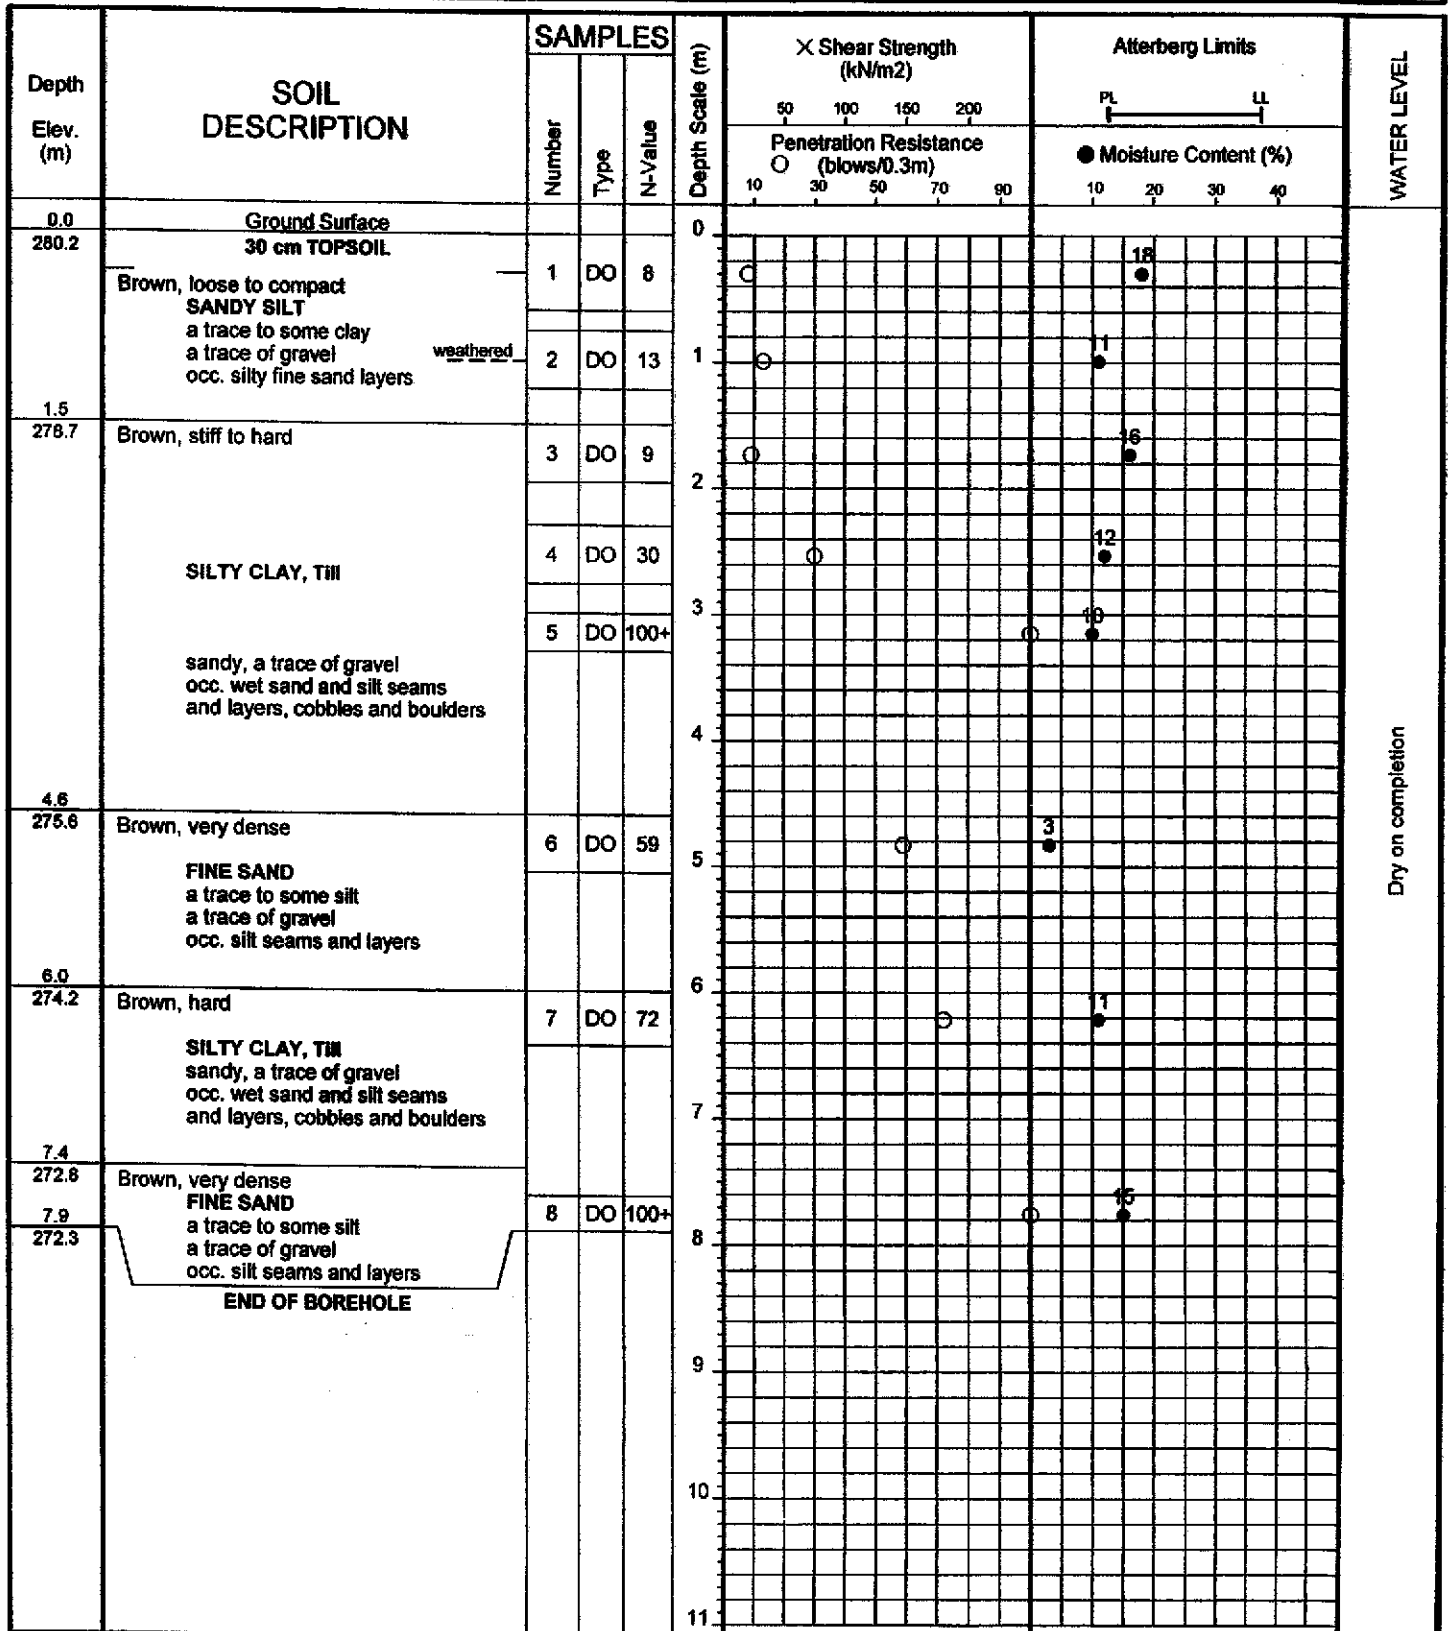 Depth
Elev.
(m)
SOIL
DESCRIPTION
SAMPLES
Number
Type
N-Value
Depth Scale (m)
× Shear Strength
(kN/m2)
50 100 150 200
Penetration Resistance
○ (blows/0.3m)
10 30 50 70 90
Atterberg Limits
PL LL
● Moisture Content (%)
10 20 30 40
WATER LEVEL
0.0 Ground Surface 0
280.2 30 cm TOPSOIL
18
1 DO 8
Brown, loose to compact
SANDY SILT
a trace to some clay
a trace of gravel weathered
2 DO 13 1 11
occ. silty fine sand layers
1.5
278.7 Brown, stiff to hard
3 DO 9 16
2
4 DO 30 12
SILTY CLAY, Till
3
5 DO 100+ 10
sandy, a trace of gravel
occ. wet sand and silt seams
and layers, cobbles and boulders
4
Dry on completion
4.6
275.6 Brown, very dense
6 DO 59 3
5
FINE SAND
a trace to some silt
a trace of gravel
occ. silt seams and layers
6.0 6
274.2 Brown, hard
7 DO 72 11
SILTY CLAY, Till
sandy, a trace of gravel
occ. wet sand and silt seams
and layers, cobbles and boulders 7
7.4
272.8 Brown, very dense
FINE SAND
7.9 8 DO 100+ 15
a trace to some silt
272.3 a trace of gravel 8
occ. silt seams and layers
END OF BOREHOLE
9
10
11